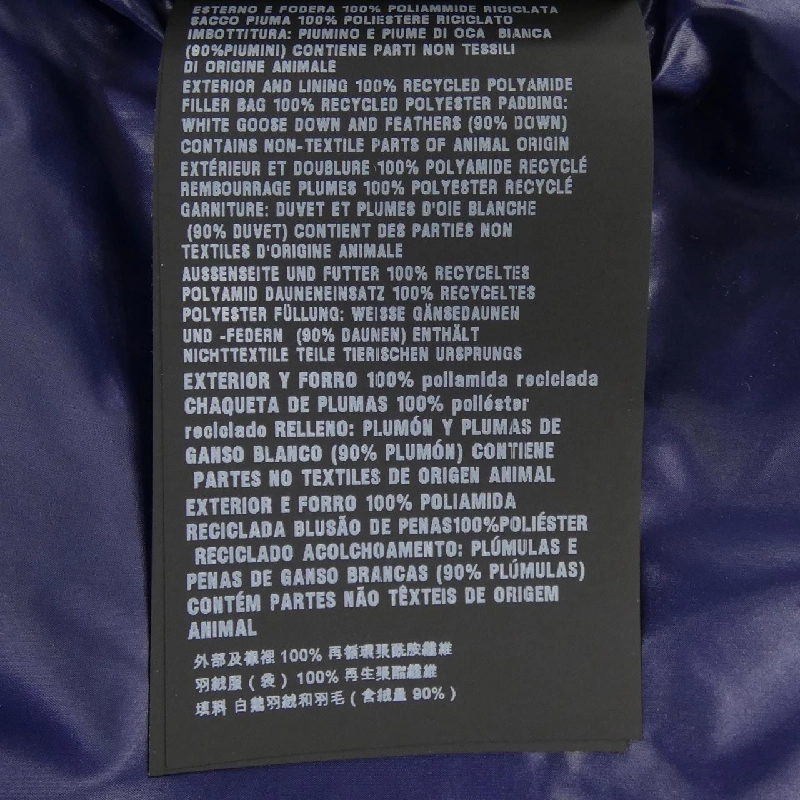 ESTERNO E FODERA 100% POLIAMMIDE RICICLATA
SACCO PIUMA 100% POLIESTERE RICICLATO
IMBOTTITURA: PIUMINO E PIUME DI OCA BIANCA
(90%PIUMINI) CONTIENE PARTI NON TESSILI
DI ORIGINE ANIMALE
EXTERIOR AND LINING 100% RECYCLED POLYAMIDE
FILLER BAG 100% RECYCLED POLYESTER PADDING:
WHITE GOOSE DOWN AND FEATHERS (90% DOWN)
CONTAINS NON-TEXTILE PARTS OF ANIMAL ORIGIN
EXTÉRIEUR ET DOUBLURE 100% POLYAMIDE RECYCLÉ
REMBOURRAGE PLUMES 100% POLYESTER RECYCLÉ
GARNITURE: DUVET ET PLUMES D'OIE BLANCHE
(90% DUVET) CONTIENT DES PARTIES NON
TEXTILES D'ORIGINE ANIMALE
AUSSENSEITE UND FUTTER 100% RECYCELTES
POLYAMID DAUNENEINSATZ 100% RECYCELTES
POLYESTER FÜLLUNG: WEISSE GÄNSEDAUNEN
UND -FEDERN (90% DAUNEN) ENTHÄLT
NICHTTEXTILE TEILE TIERISCHEN URSPRUNGS
EXTERIOR Y FORRO 100% poliamida reciclada
CHAQUETA DE PLUMAS 100% poliéster
reciclado RELLENO: PLUMÓN Y PLUMAS DE
GANSO BLANCO (90% PLUMÓN) CONTIENE
PARTES NO TEXTILES DE ORIGEN ANIMAL
EXTERIOR E FORRO 100% POLIAMIDA
RECICLADA BLUSÃO DE PENAS100%POLIÉSTER
RECICLADO ACOLCHOAMENTO: PLÚMULAS E
PENAS DE GANSO BRANCAS (90% PLÚMULAS)
CONTÉM PARTES NÃO TÊXTEIS DE ORIGEM
ANIMAL
外部及襯裡 100% 再循環聚酰胺纖維
羽絨服（袋）100% 再生聚酯纖維
填料 白鵝羽絨和羽毛（含絨量 90%）